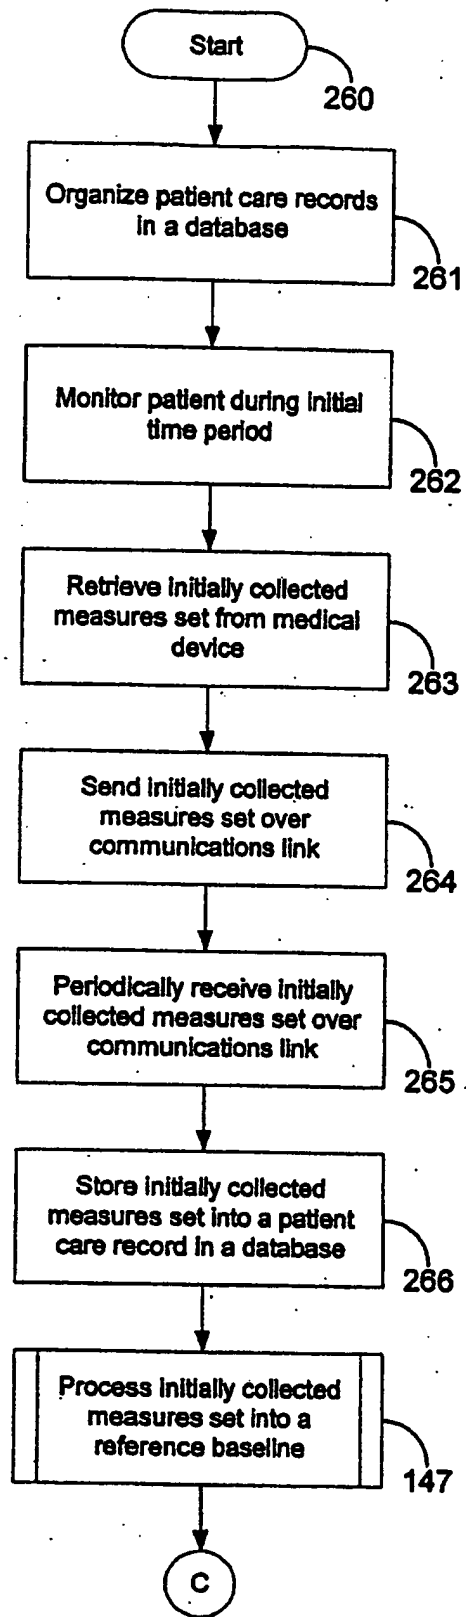 Start
260
Organize patient care records
in a database
261
Monitor patient during initial
time period
262
Retrieve initially collected
measures set from medical
device
263
Send initially collected
measures set over
communications link
264
Periodically receive initially
collected measures set over
communications link
265
Store initially collected
measures set into a patient
care record in a database
266
Process initially collected
measures set into a
reference baseline
147
C